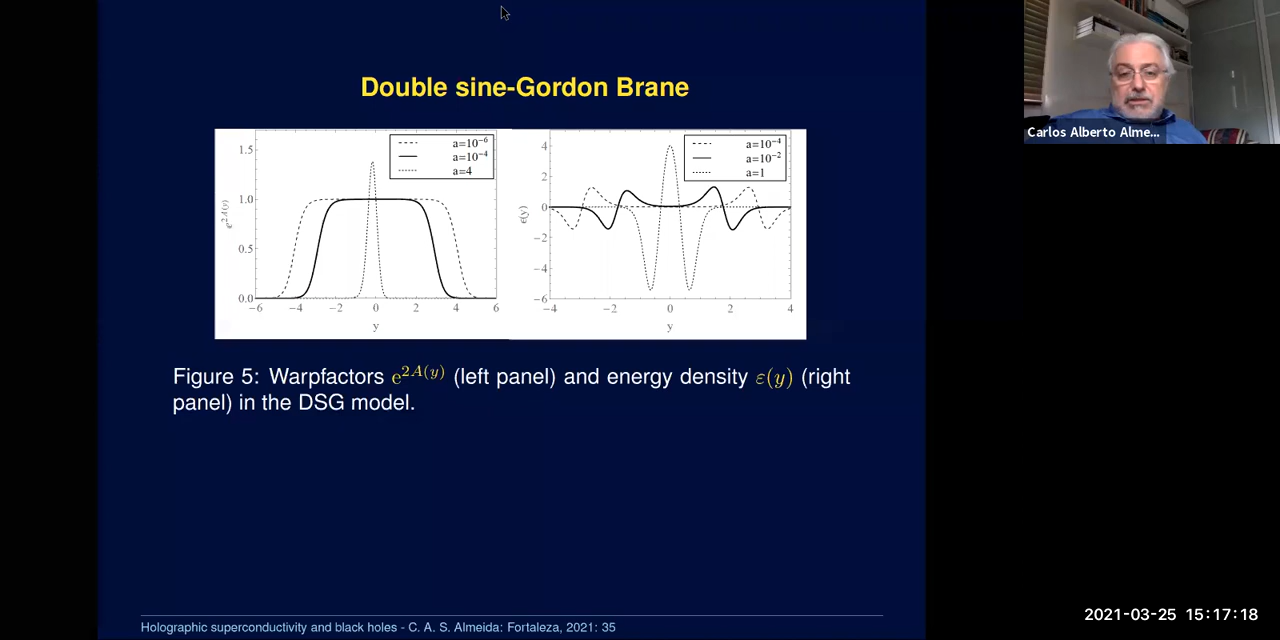 Double sine-Gordon Brane
1.5
1.0
0.5
0.0
−6 −4 −2 0 2 4 6
y
e^{2A(y)}
a=10^{-6}
a=10^{-4}
a=4
4
2
0
−2
−4
−6
−4 −2 0 2 4
y
ϵ(y)
a=10^{-4}
a=10^{-2}
a=1
Figure 5: Warpfactors e^{2A(y)} (left panel) and energy density ε(y) (right
panel) in the DSG model.
Holographic superconductivity and black holes - C. A. S. Almeida: Fortaleza, 2021: 35
Carlos Alberto Alme...
2021-03-25 15:17:18